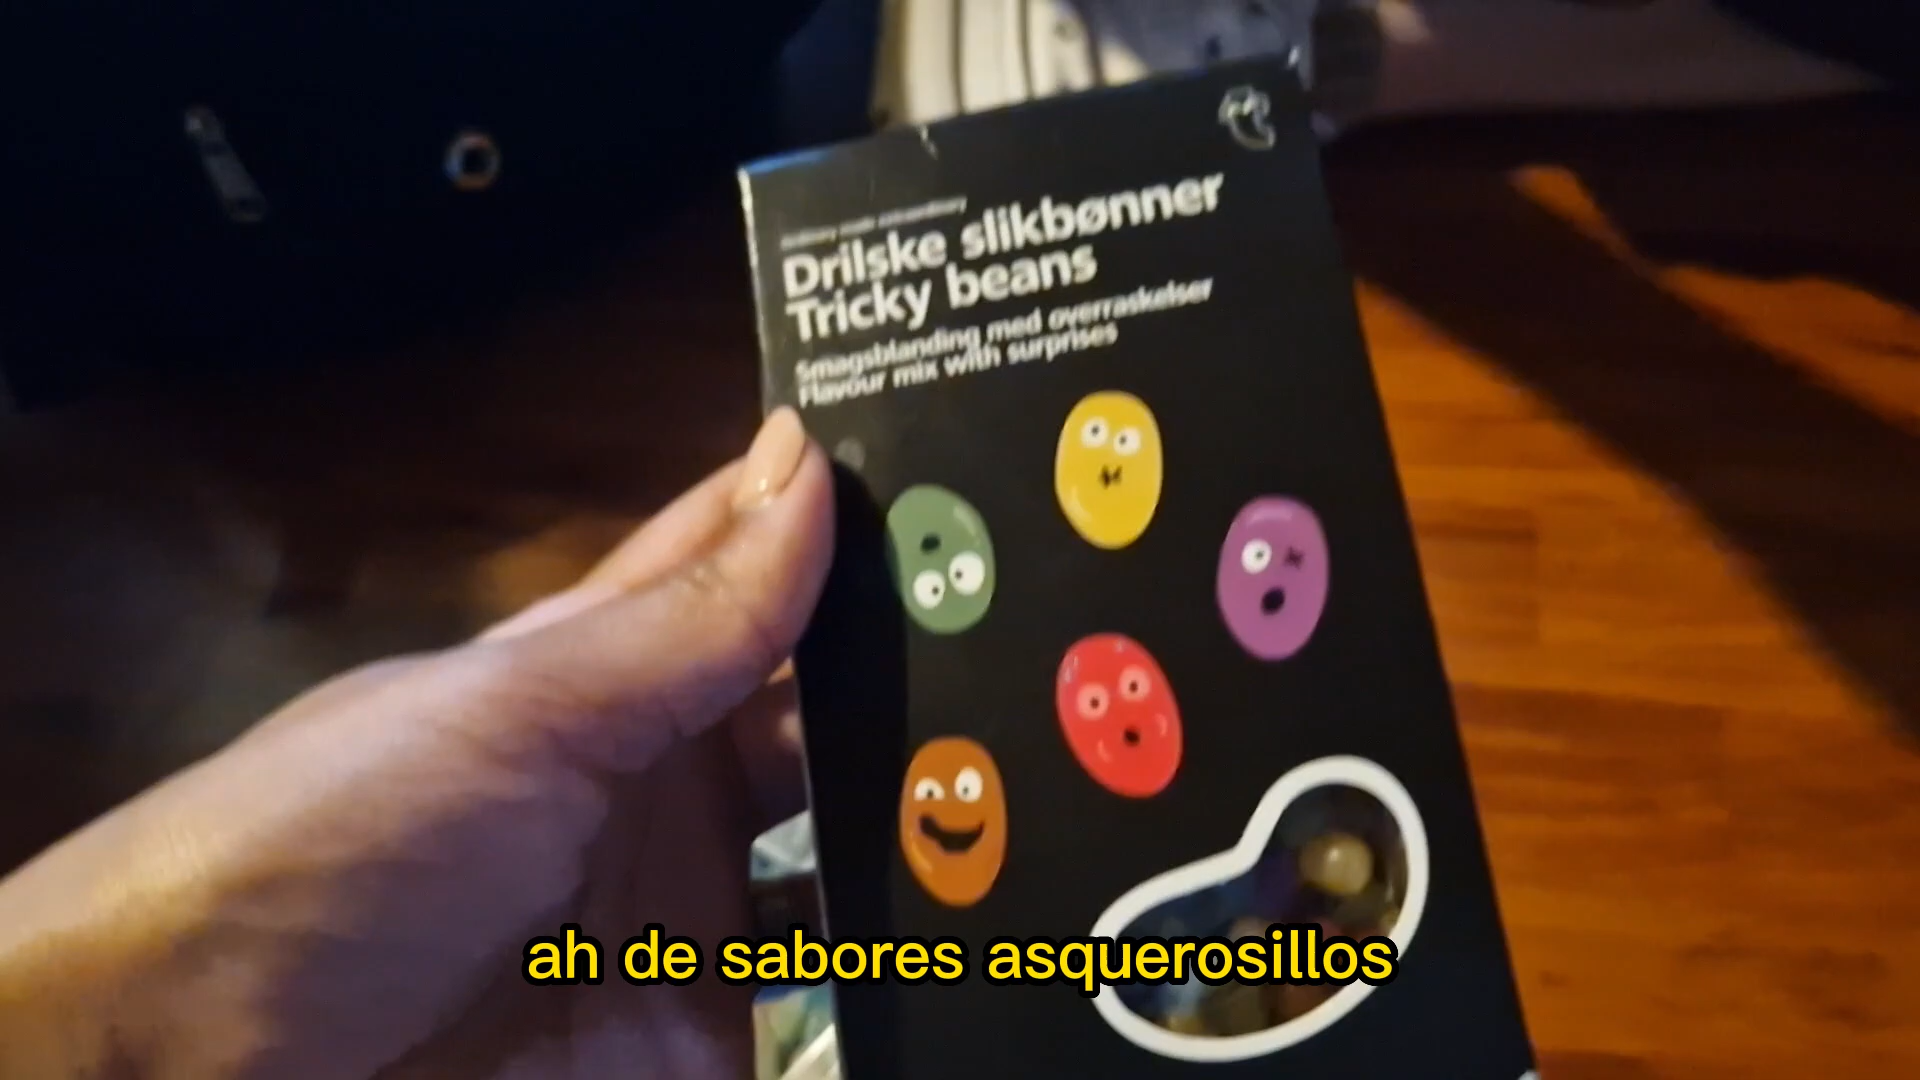 Drilske slikbønner
Tricky beans
Smagsblanding med overraskelser
Flavour mix with surprises
ah de sabores asquerosillos